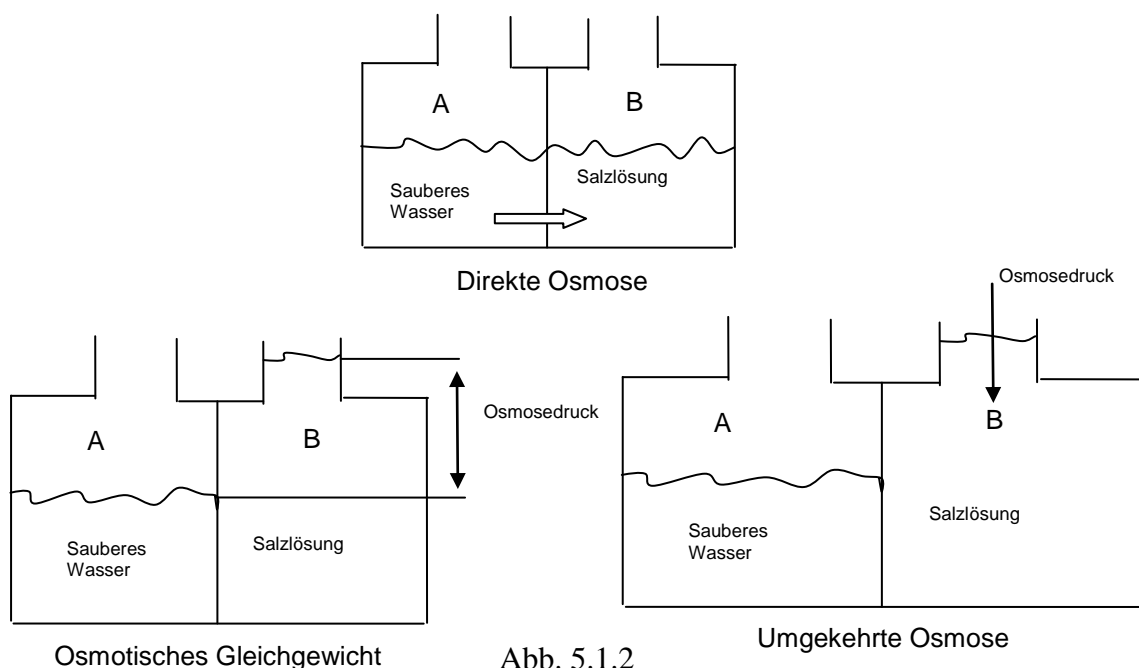 A
B
Sauberes
Wasser
Salzlösung
Direkte Osmose
A
B
Osmosedruck
Sauberes
Wasser
Salzlösung
Osmotisches Gleichgewicht
Osmosedruck
A
B
Sauberes
Wasser
Salzlösung
Umgekehrte Osmose
Abb. 5.1.2